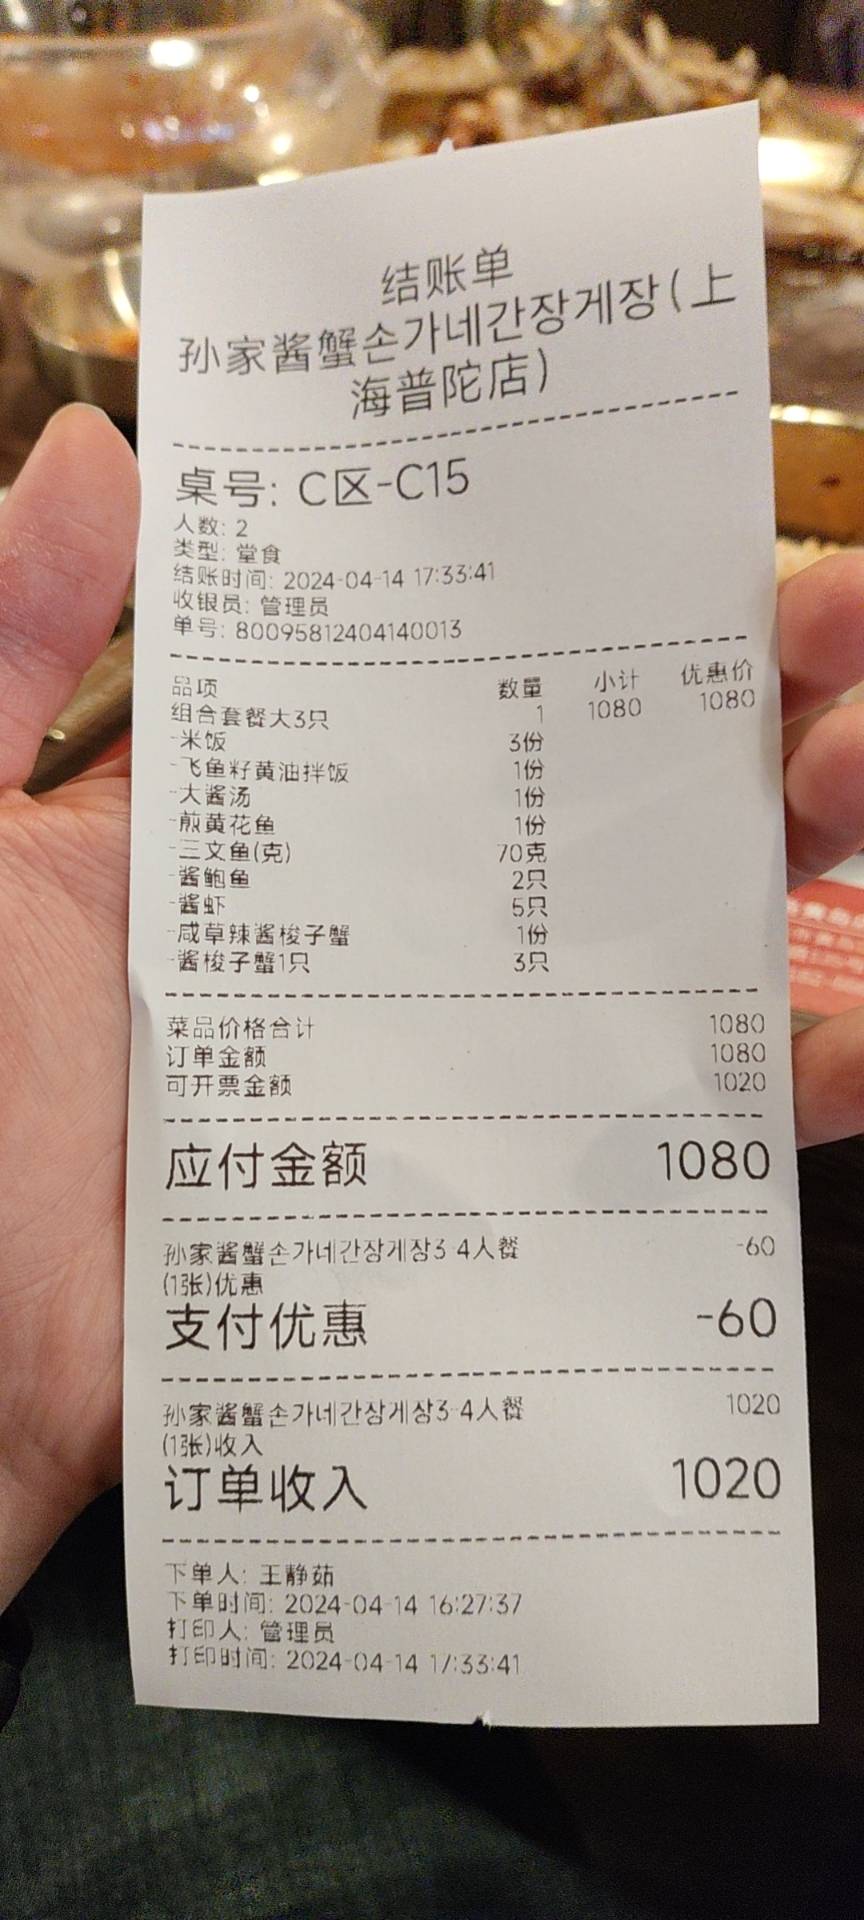 结账单
孙家酱蟹손가네간장게장(上
海普陀店)
桌号: C区-C15
人数: 2
类型: 堂食
结账时间: 2024-04-14 17:33:41
收银员: 管理员
单号: 80095812404140013
品项 数量 小计 优惠价
组合套餐大3只 1 1080 1080
-米饭 3份
-飞鱼籽黄油拌饭 1份
-大酱汤 1份
-煎黄花鱼 1份
-三文鱼(克) 70克
-酱鲍鱼 2只
-酱虾 5只
-咸草辣酱梭子蟹 1份
-酱梭子蟹1只 3只
菜品价格合计 1080
订单金额 1080
可开票金额 1020
应付金额 1080
孙家酱蟹손가네간장게장3-4人餐 -60
(1张)优惠
支付优惠 -60
孙家酱蟹손가네간장게장3-4人餐 1020
(1张)收入
订单收入 1020
下单人: 王静茹
下单时间: 2024-04-14 16:27:37
打印人: 管理员
打印时间: 2024-04-14 17:33:41